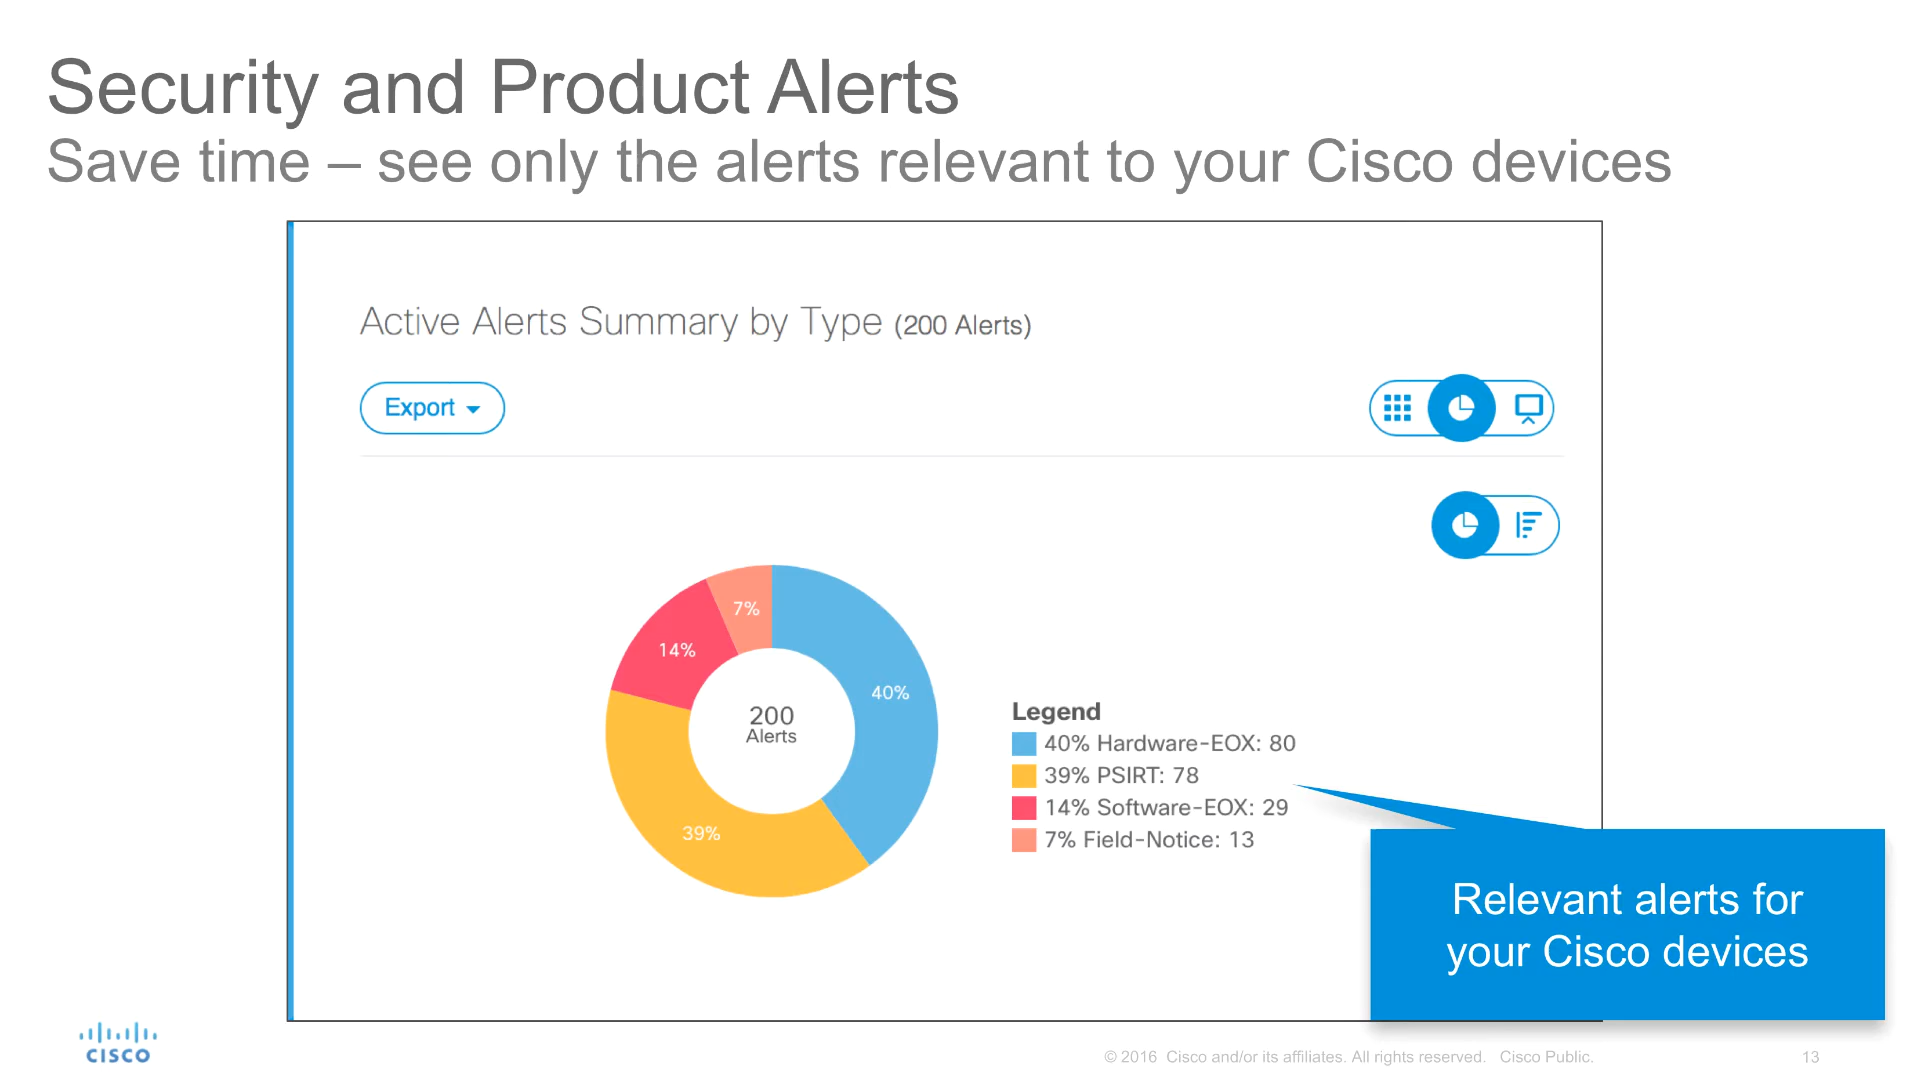 Security and Product Alerts
Save time – see only the alerts relevant to your Cisco devices
Active Alerts Summary by Type (200 Alerts)
Export
7%
14%
40%
200
Alerts
39%
Legend
40% Hardware-EOX: 80
39% PSIRT: 78
14% Software-EOX: 29
7% Field-Notice: 13
Relevant alerts for
your Cisco devices
CISCO
© 2016 Cisco and/or its affiliates. All rights reserved. Cisco Public.
13